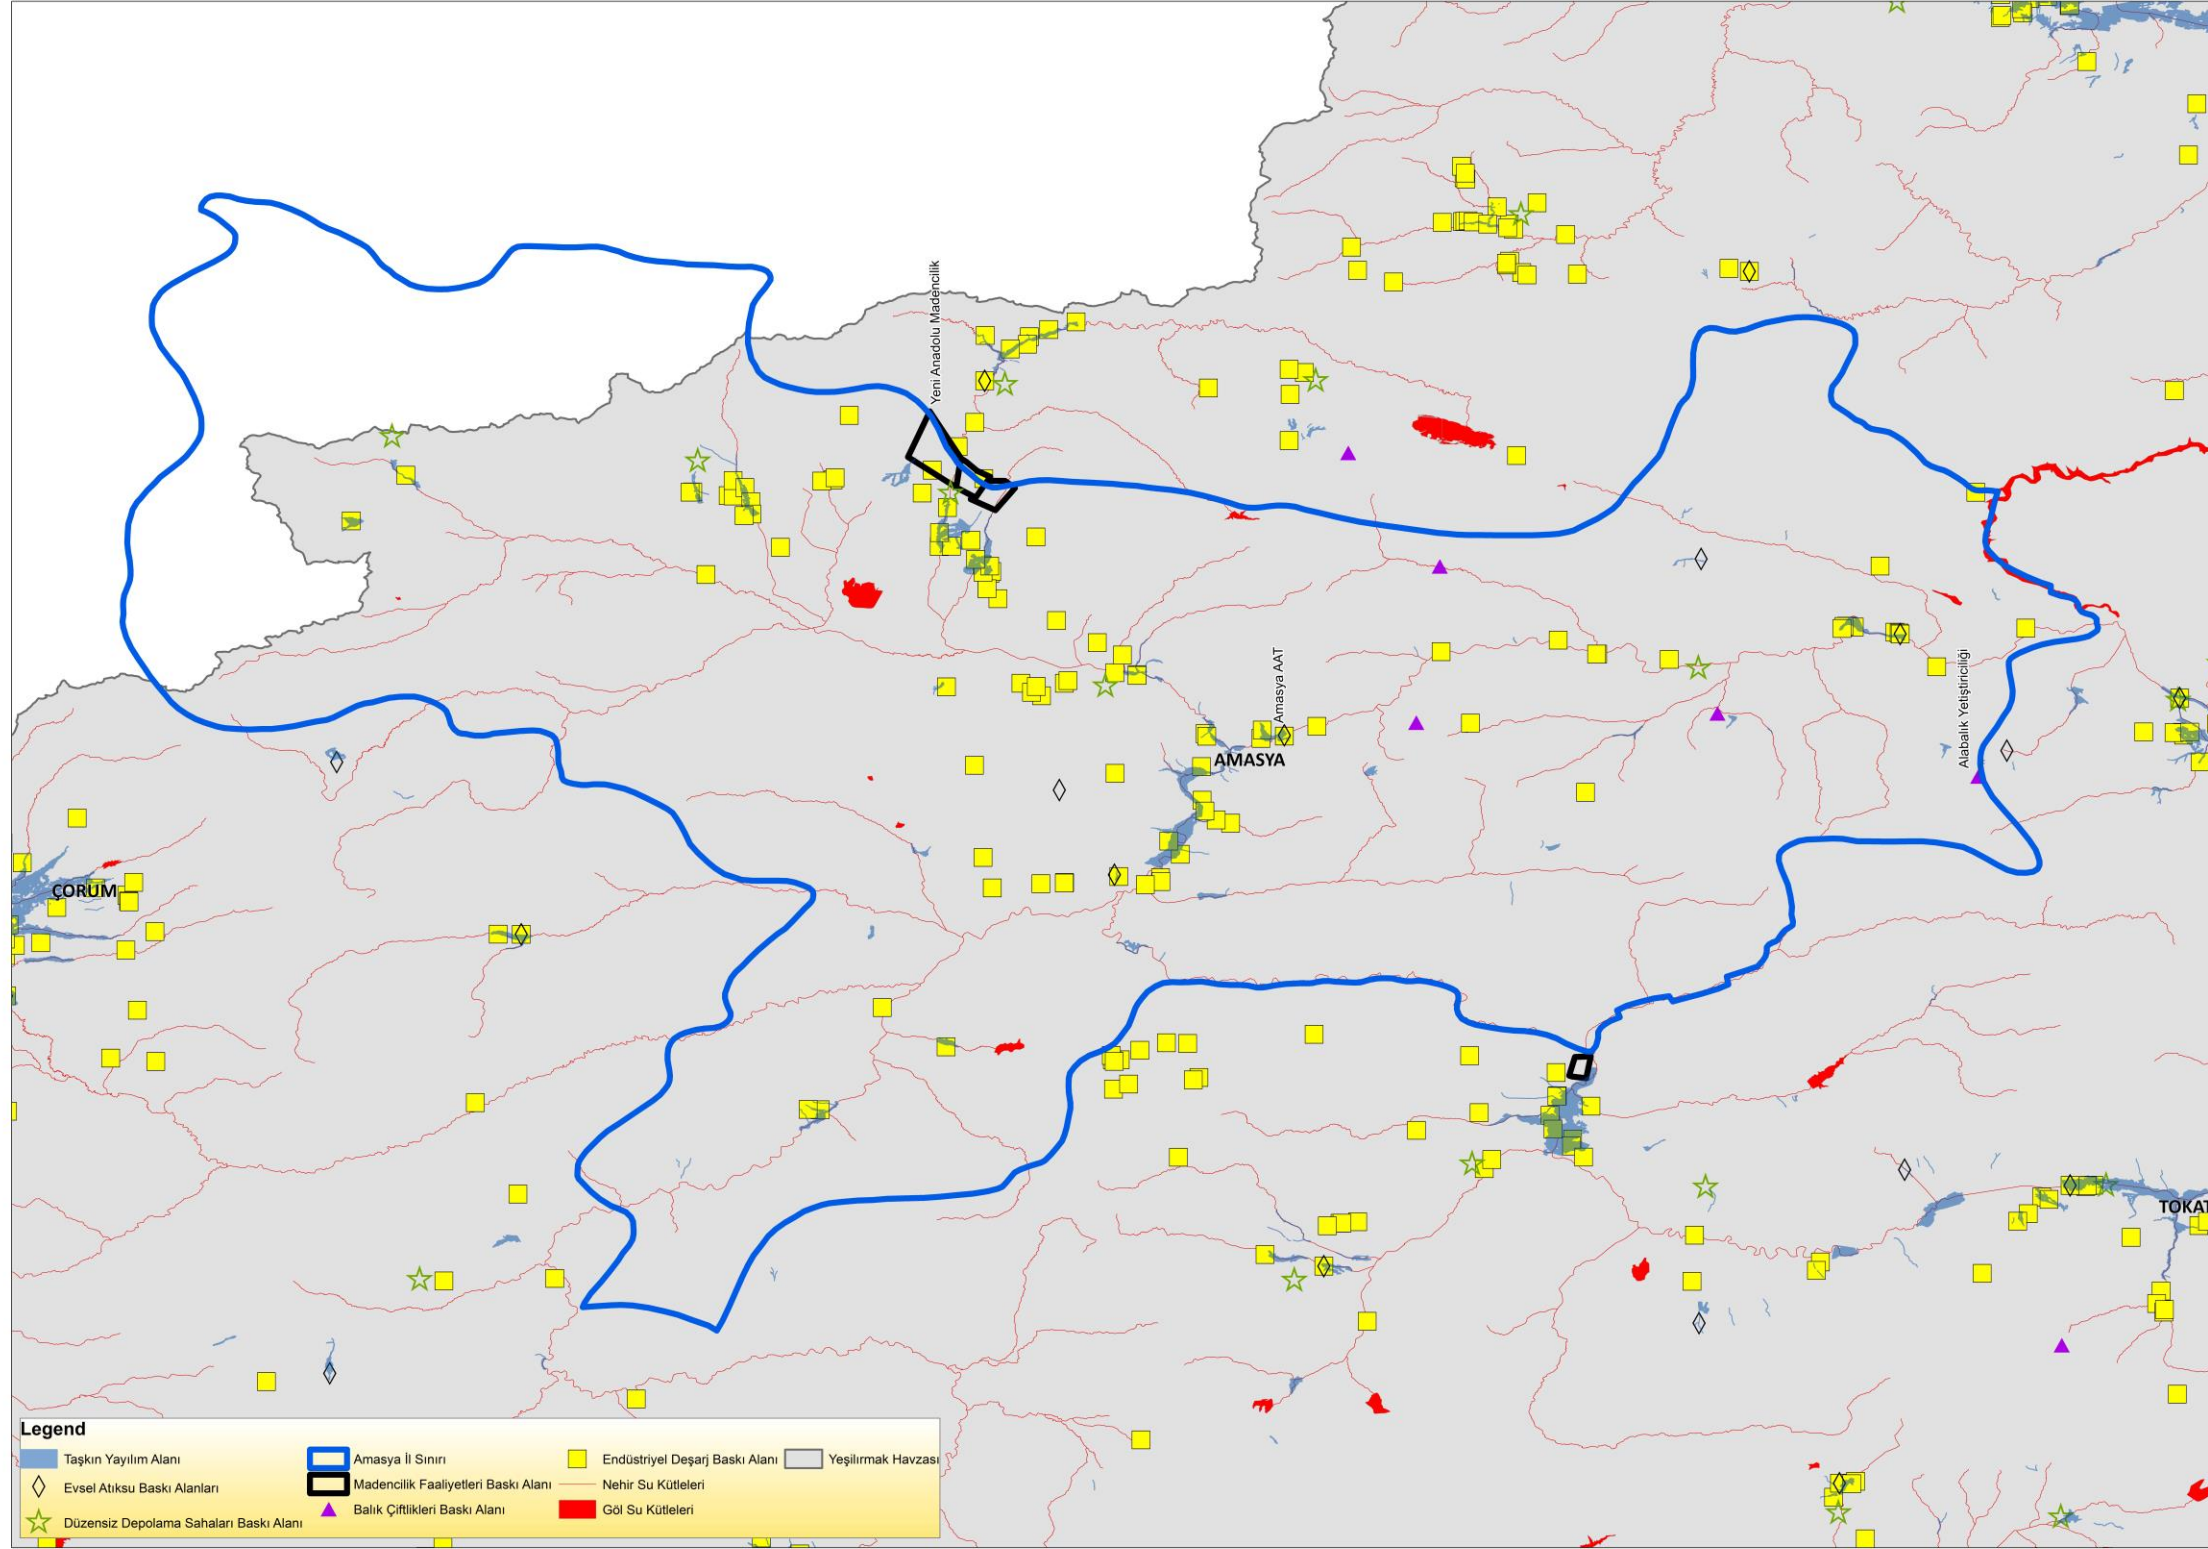 Yeni Anadolu Madencilik
Amasya AAT
Alabalık Yetiştiriciliği
AMASYA
ÇORUM
TOKAT
Legend
Taşkın Yayılım Alanı
Evsel Atıksu Baskı Alanları
Düzensiz Depolama Sahaları Baskı Alanı
Amasya İl Sınırı
Madencilik Faaliyetleri Baskı Alanı
Balık Çiftlikleri Baskı Alanı
Endüstriyel Deşarj Baskı Alanı
Nehir Su Kütleleri
Göl Su Kütleleri
Yeşilırmak Havzası